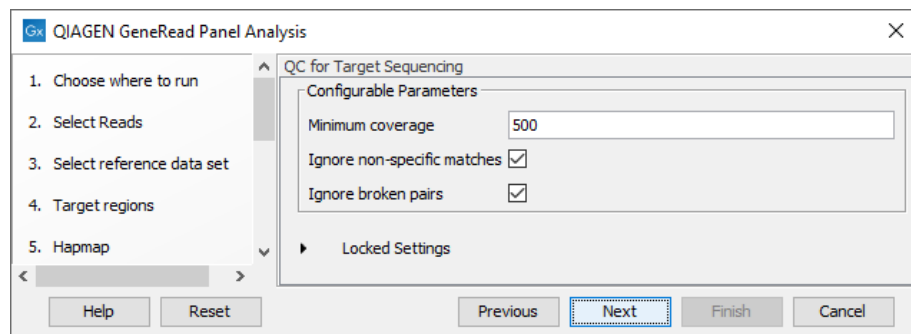 Gx QIAGEN GeneRead Panel Analysis
1. Choose where to run
2. Select Reads
3. Select reference data set
4. Target regions
5. Hapmap
QC for Target Sequencing
Configurable Parameters
Minimum coverage 500
Ignore non-specific matches
Ignore broken pairs
Locked Settings
Help Reset Previous Next Finish Cancel